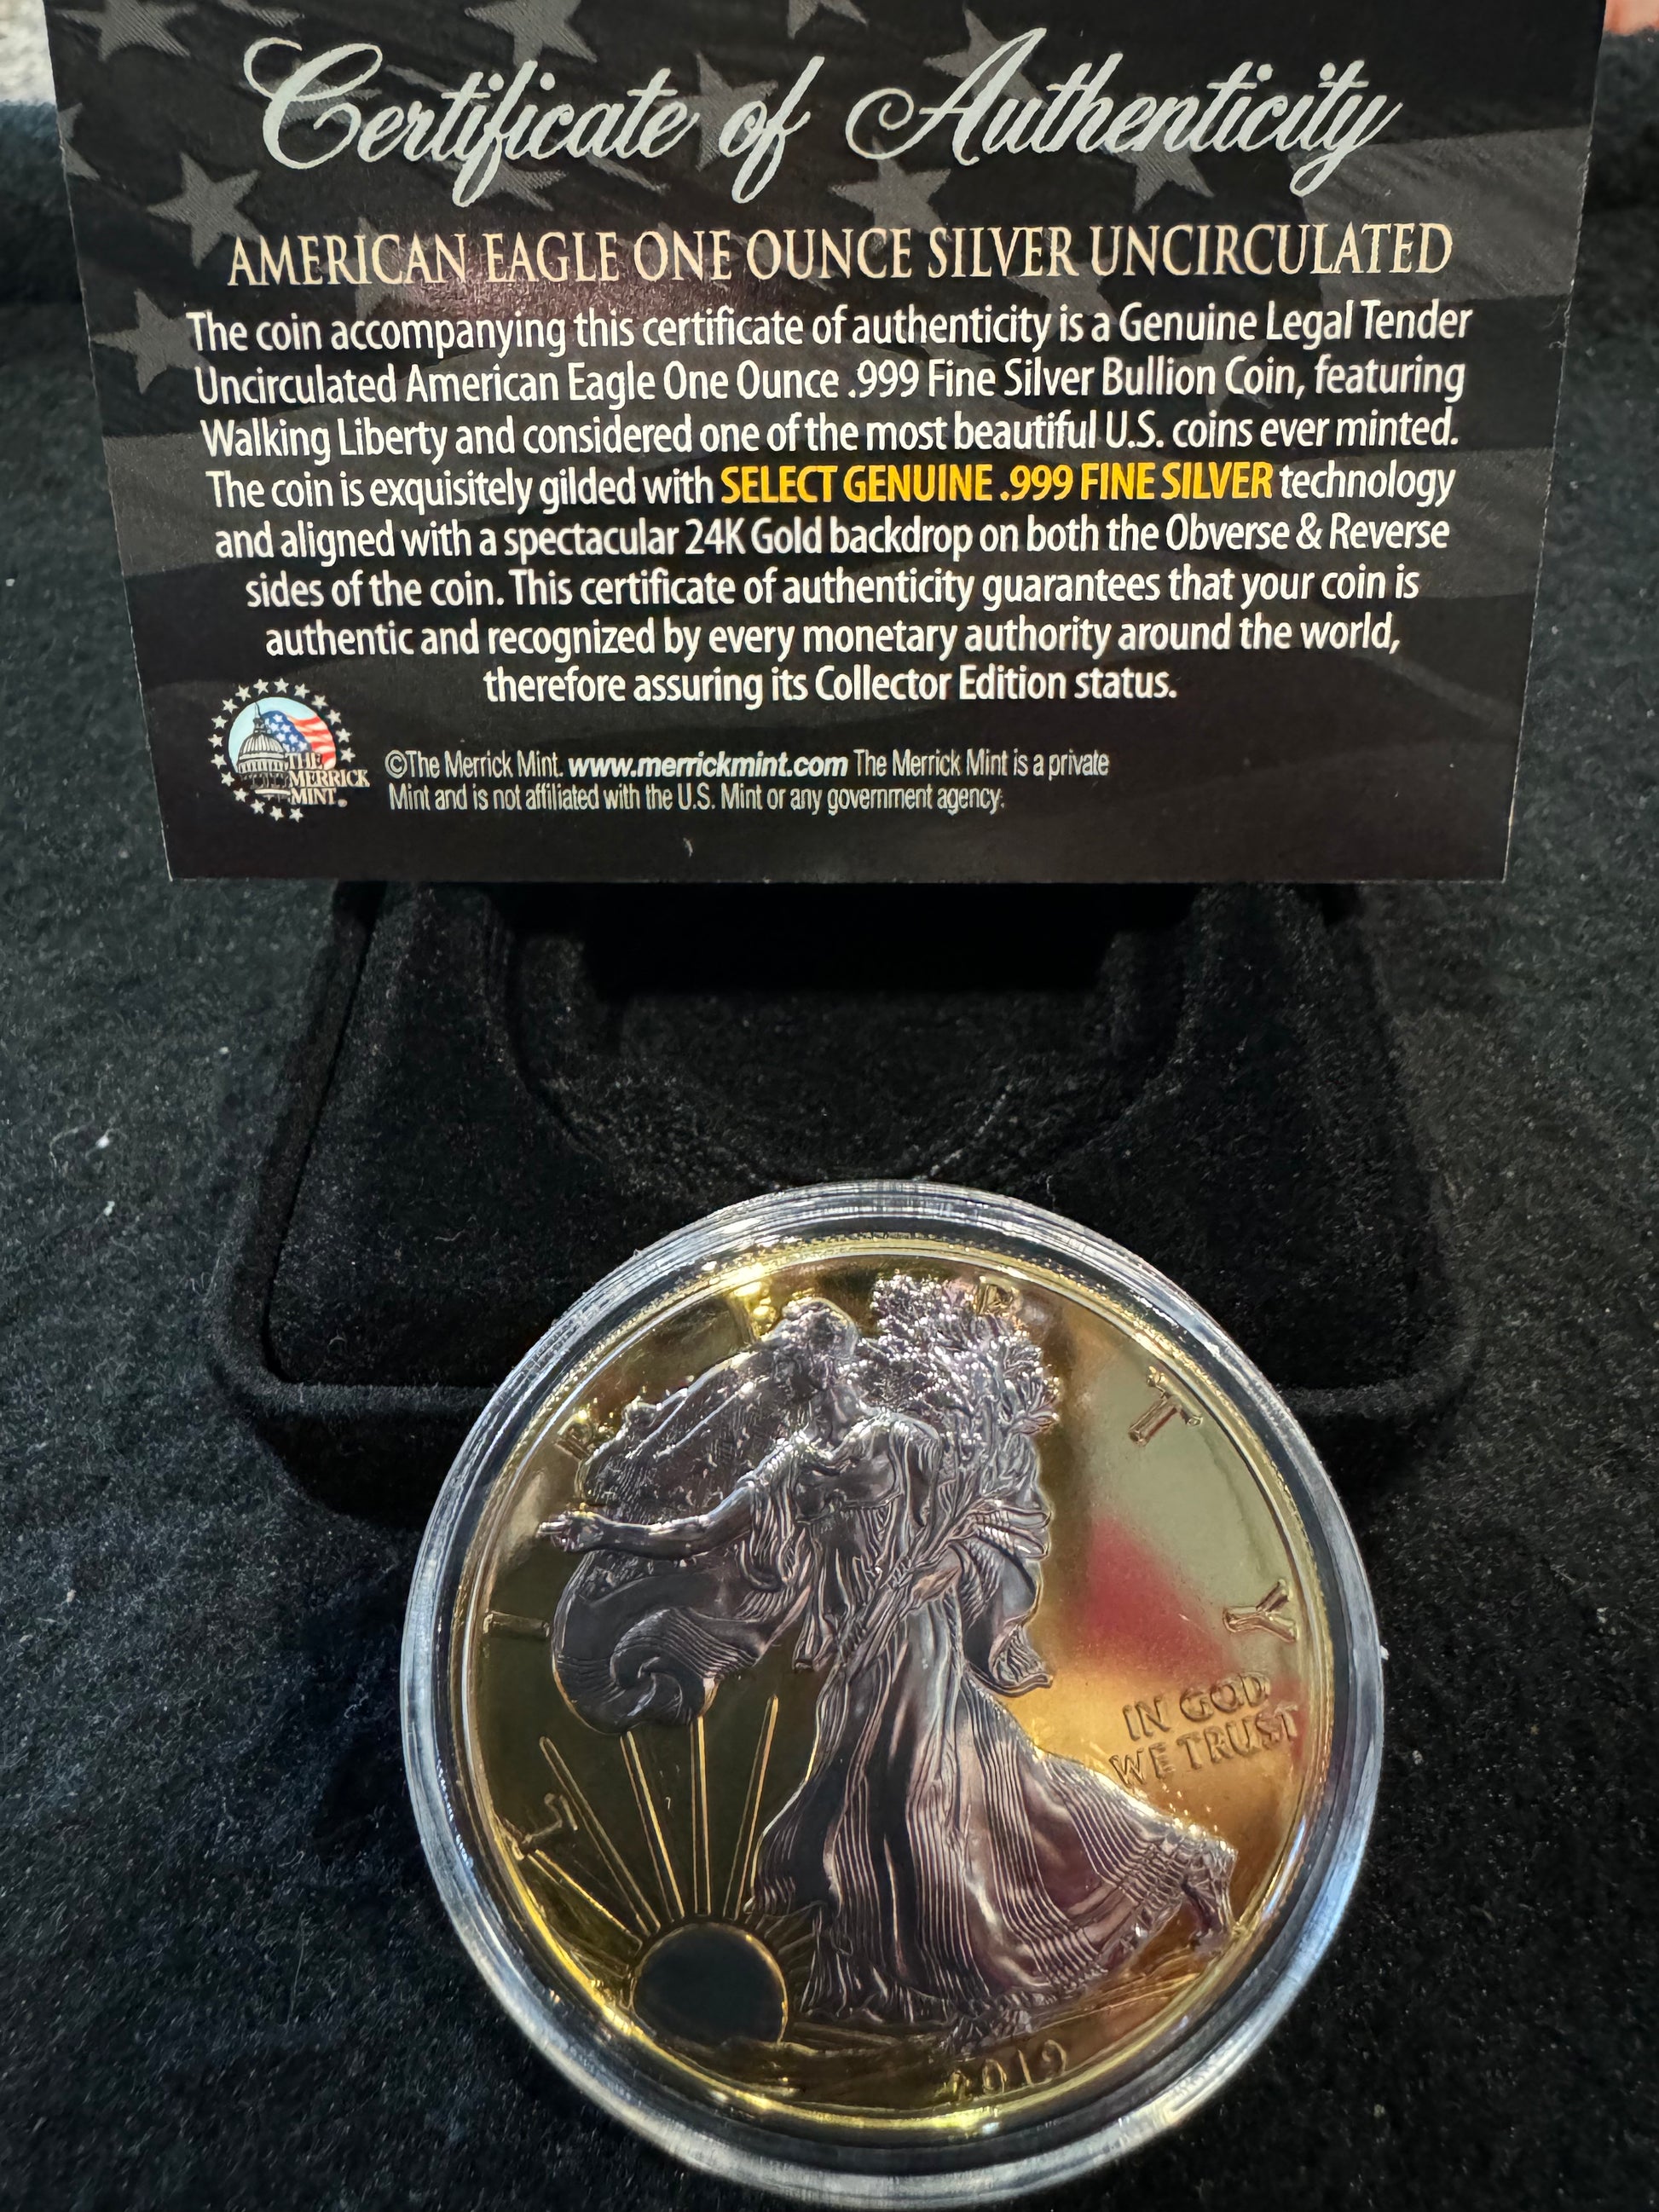 Certificate of Authenticity
AMERICAN EAGLE ONE OUNCE SILVER UNCIRCULATED
The coin accompanying this certificate of authenticity is a Genuine Legal Tender
Uncirculated American Eagle One Ounce .999 Fine Silver Bullion Coin, featuring
Walking Liberty and considered one of the most beautiful U.S. coins ever minted.
The coin is exquisitely gilded with SELECT GENUINE .999 FINE SILVER technology
and aligned with a spectacular 24K Gold backdrop on both the Obverse & Reverse
sides of the coin. This certificate of authenticity guarantees that your coin is
authentic and recognized by every monetary authority around the world,
therefore assuring its Collector Edition status.
THE
MERRICK
MINT®
©The Merrick Mint. www.merrickmint.com The Merrick Mint is a private
Mint and is not affiliated with the U.S. Mint or any government agency.
LIBERTY
IN GOD
WE TRUST
2019